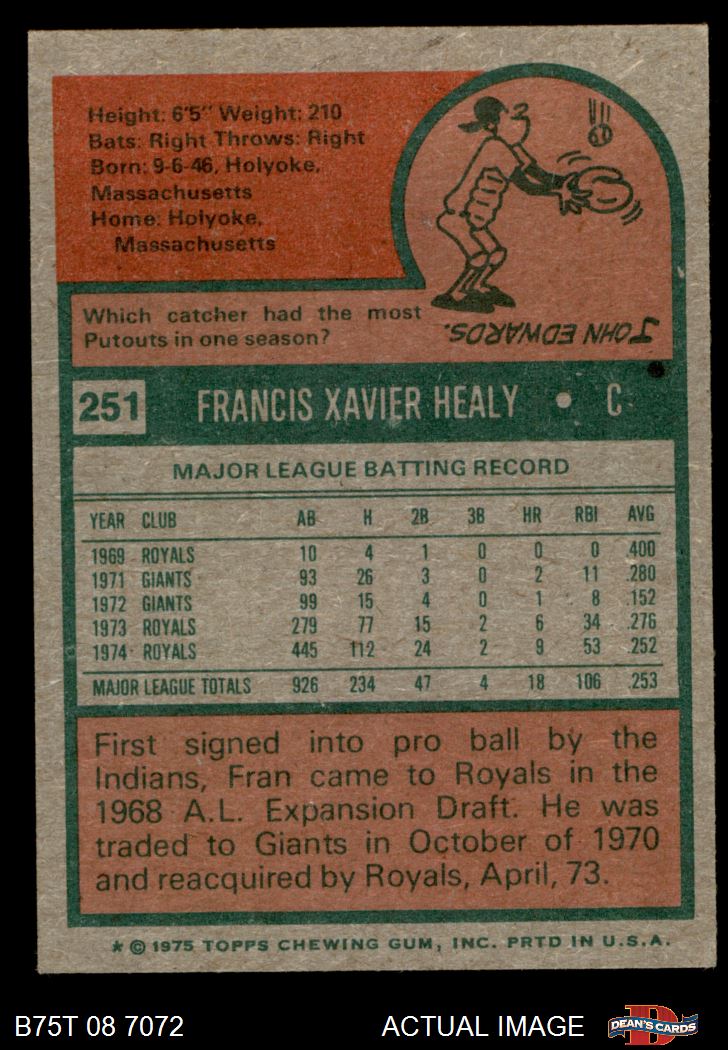 Height: 6'5" Weight: 210
Bats: Right Throws: Right
Born: 9-6-46, Holyoke,
Massachusetts
Home: Holyoke,
Massachusetts
Which catcher had the most
Putouts in one season?
JOHN EDWARDS.
251 FRANCIS XAVIER HEALY • C
MAJOR LEAGUE BATTING RECORD
YEAR CLUB AB H 2B 3B HR RBI AVG
1969 ROYALS 10 4 1 0 0 0 .400
1971 GIANTS 93 26 3 0 2 11 .280
1972 GIANTS 99 15 4 0 1 8 .152
1973 ROYALS 279 77 15 2 6 34 .276
1974 ROYALS 445 112 24 2 9 53 .252
MAJOR LEAGUE TOTALS 926 234 47 4 18 106 .253
First signed into pro ball by the
Indians, Fran came to Royals in the
1968 A.L. Expansion Draft. He was
traded to Giants in October of 1970
and reacquired by Royals, April, 73.
* © 1975 TOPPS CHEWING GUM, INC. PRTD IN U.S.A.
B75T 08 7072 ACTUAL IMAGE D DEAN'S CARDS